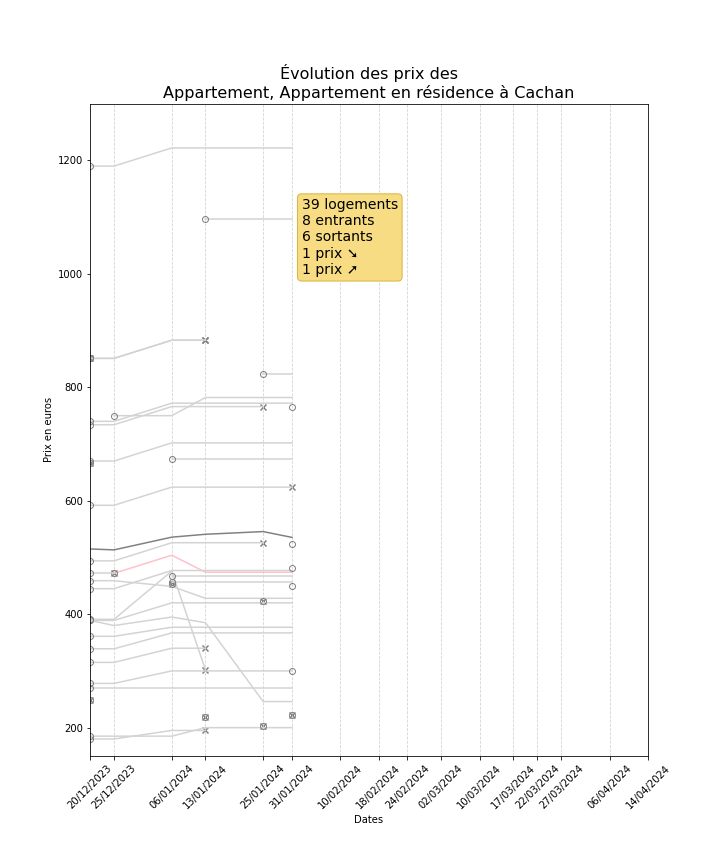 Évolution des prix des
Appartement, Appartement en résidence à Cachan
Prix en euros
1200
1000
800
600
400
200
39 logements
8 entrants
6 sortants
1 prix ➘
1 prix ➚
20/12/2023
25/12/2023
06/01/2024
13/01/2024
25/01/2024
31/01/2024
10/02/2024
18/02/2024
24/02/2024
02/03/2024
10/03/2024
17/03/2024
22/03/2024
27/03/2024
06/04/2024
14/04/2024
Dates